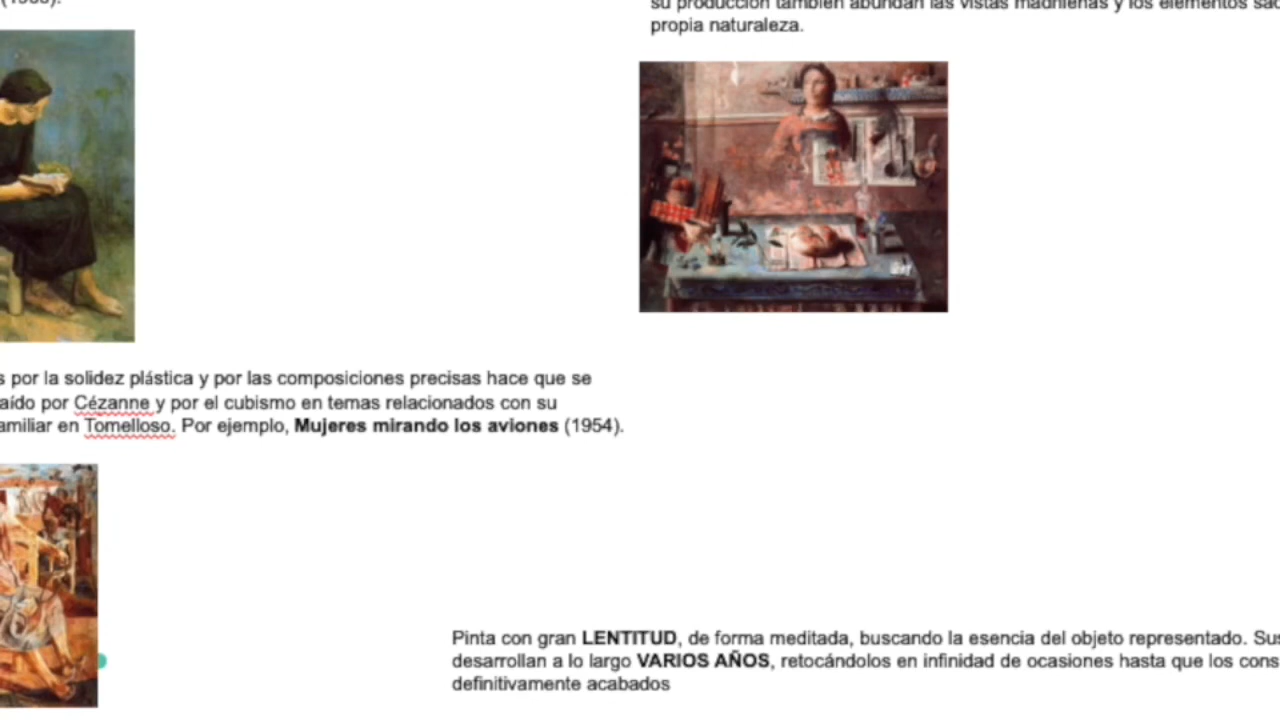 su producción también abundan las vistas madrileñas y los elementos
propia naturaleza.
s por la solidez plástica y por las composiciones precisas hace que se
aído por Cézanne y por el cubismo en temas relacionados con su
amiliar en Tomelloso. Por ejemplo, Mujeres mirando los aviones (1954).
Pinta con gran LENTITUD, de forma meditada, buscando la esencia del objeto representado. Sus
desarrollan a lo largo VARIOS AÑOS, retocándolos en infinidad de ocasiones hasta que los cons
definitivamente acabados